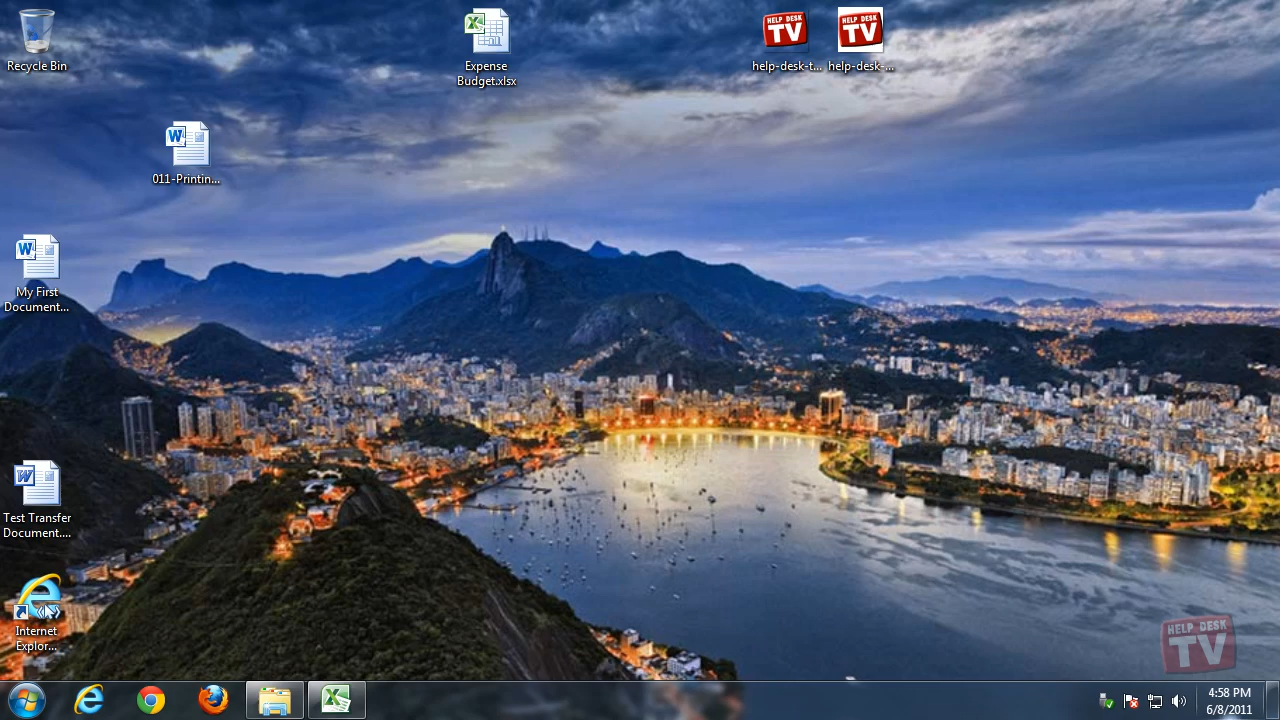 Recycle Bin
Expense
Budget.xlsx
HELP DESK
TV
help-desk-t...
HELP DESK
TV
help-desk-...
W
011-Printin...
W
My First
Document...
W
Test Transfer
Document....
Internet
Explor...
HELP DESK
TV
4:58 PM
6/8/2011